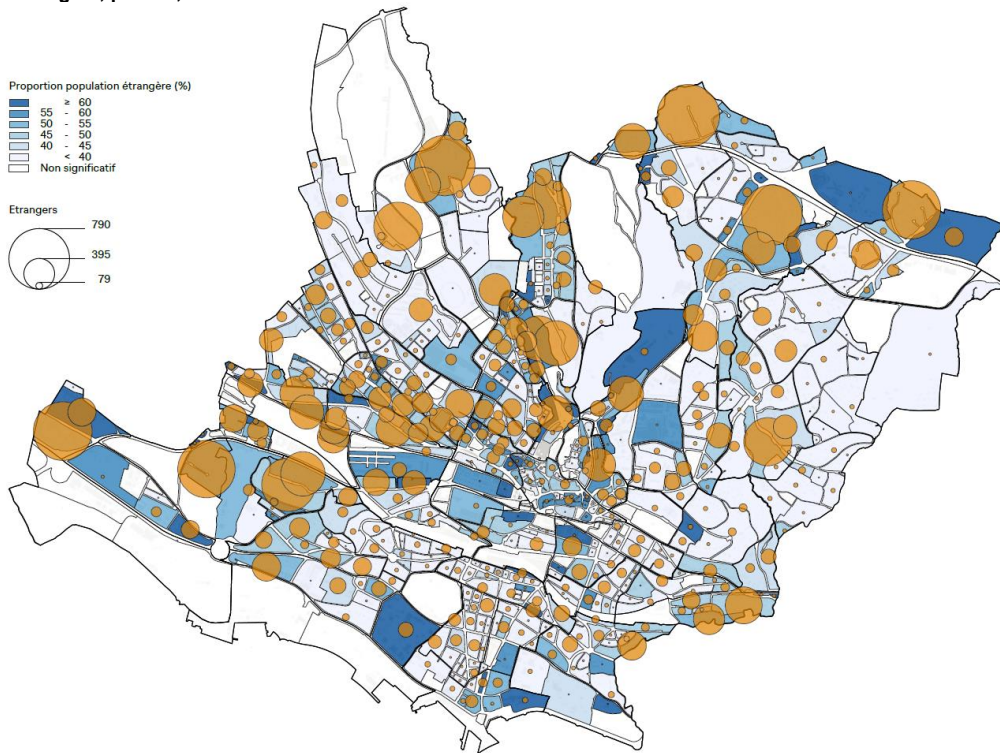 Proportion population étrangère (%)
≥ 60
55 - 60
50 - 55
45 - 50
40 - 45
< 40
Non significatif
Etrangers
790
395
79